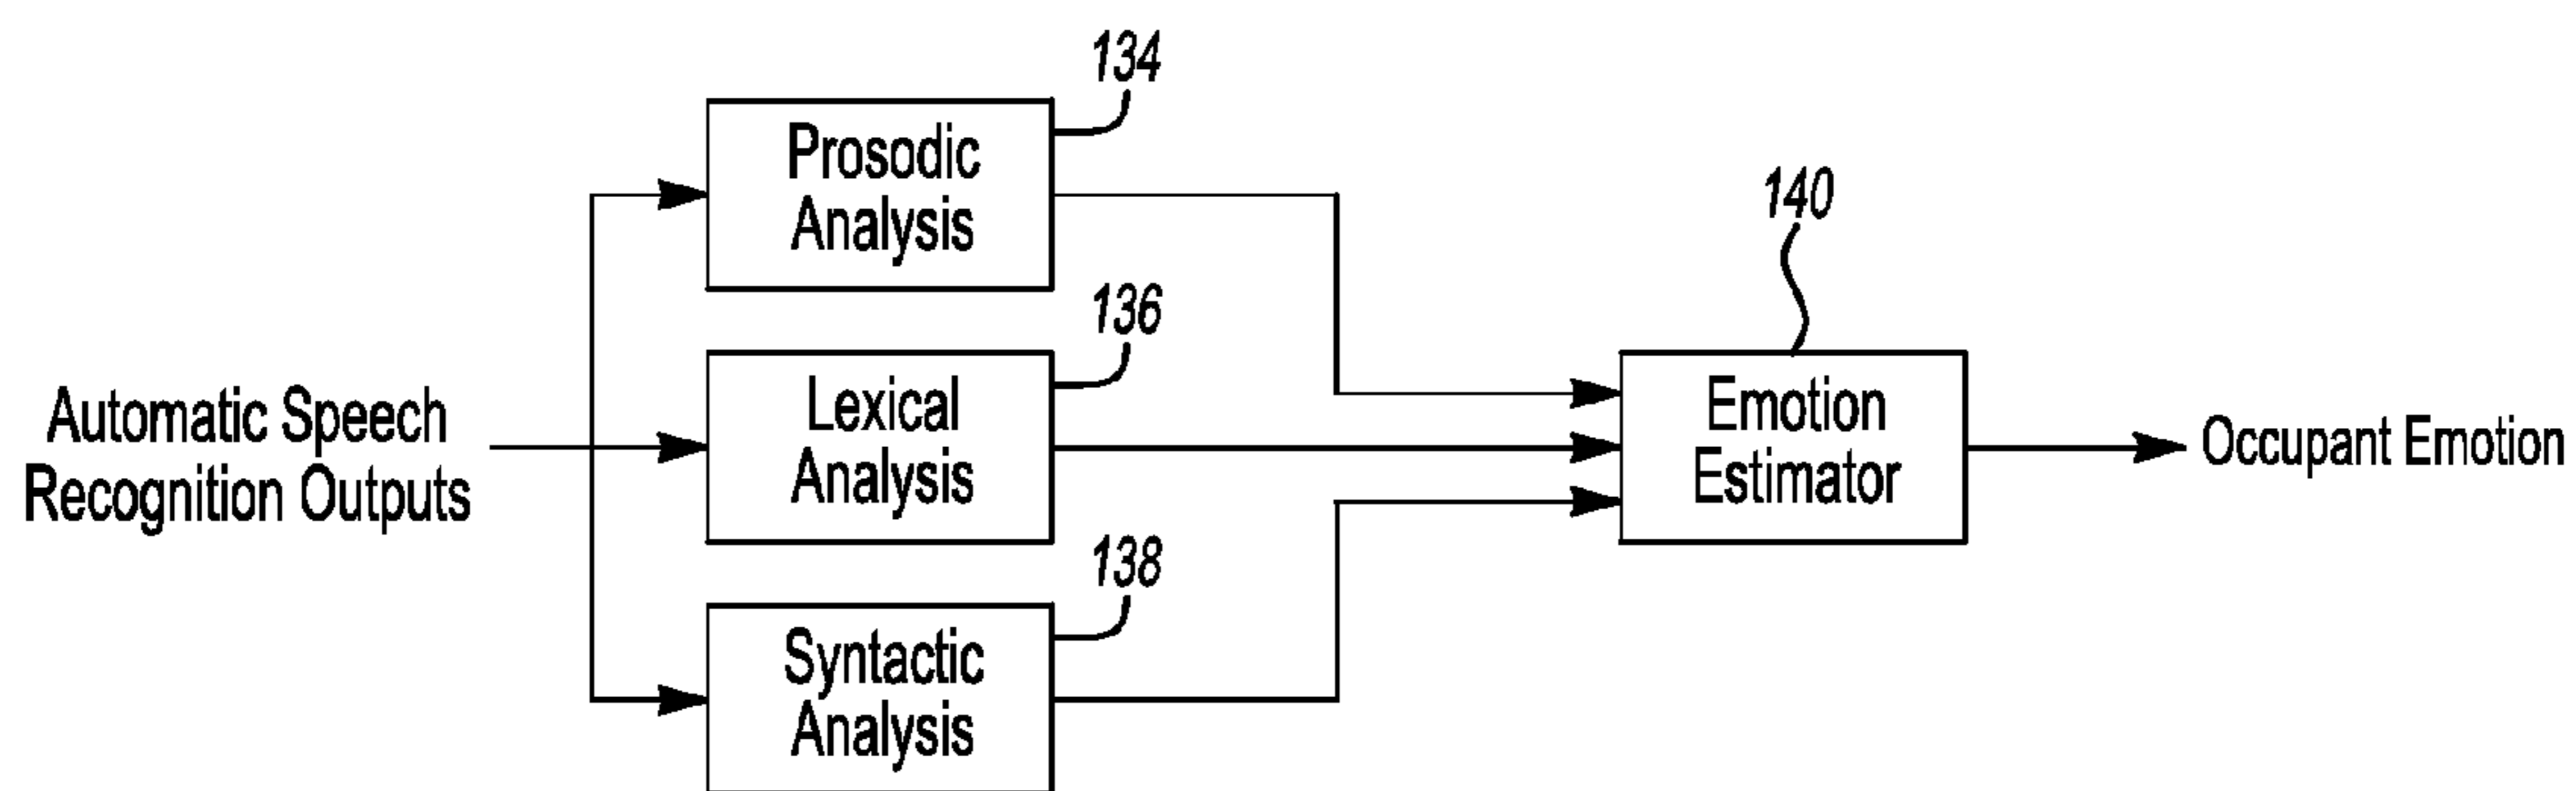 134
Prosodic
Analysis
140
136
Automatic Speech
Recognition Outputs
Lexical
Analysis
Emotion
Estimator
Occupant Emotion
138
Syntactic
Analysis